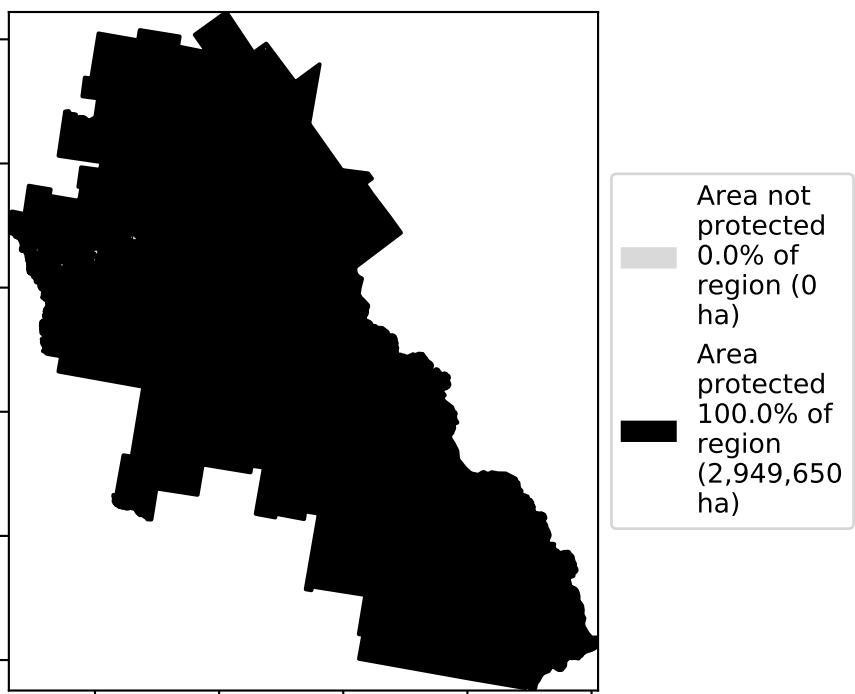 Area not
protected
0.0% of
region (0
ha)
Area
protected
100.0% of
region
(2,949,650
ha)